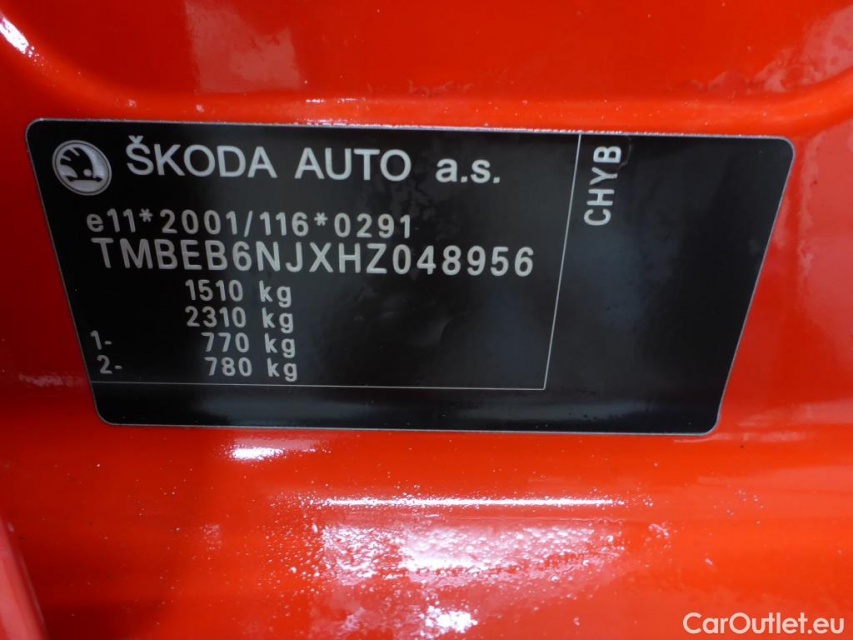 ŠKODA AUTO a.s.
e11*2001/116*0291
TMBEB6NJXHZ048956
1510 kg
2310 kg
1- 770 kg
2- 780 kg
CHYB
CarOutlet.eu